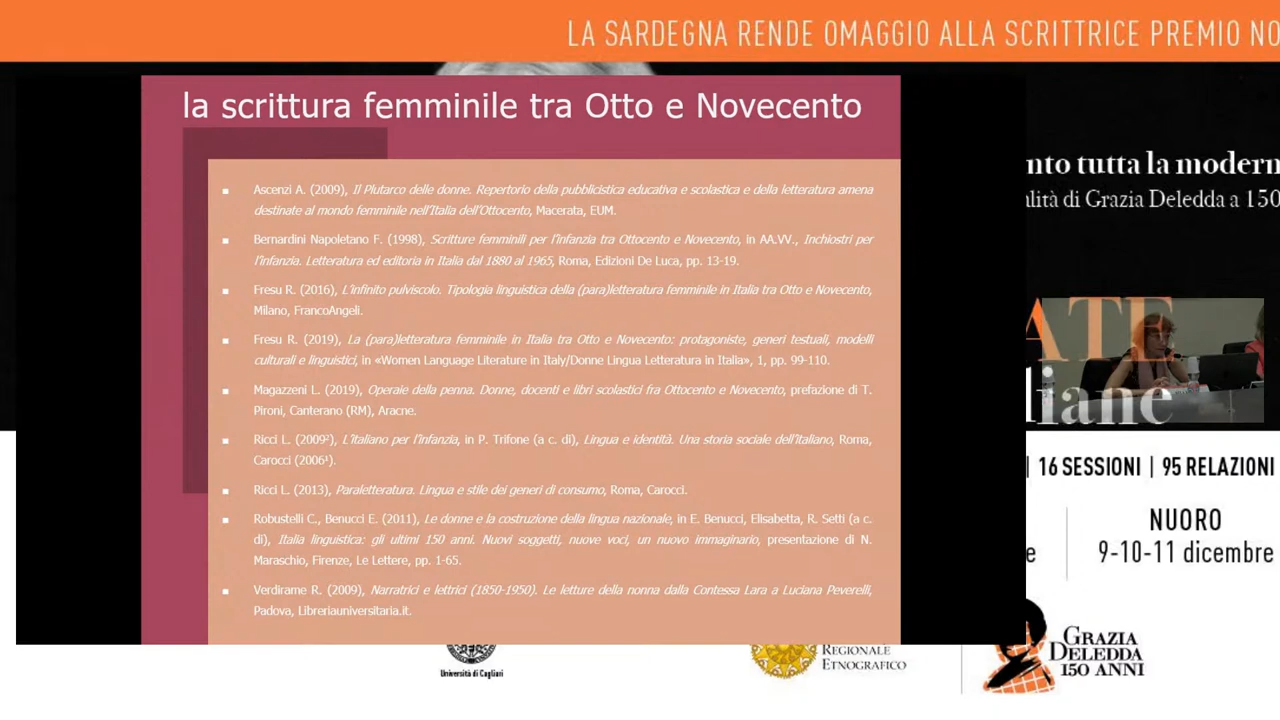 LA SARDEGNA RENDE OMAGGIO ALLA SCRITTRICE PREMIO NO
la scrittura femminile tra Otto e Novecento
Ascenzi A. (2009), Il Plutarco delle donne. Repertorio della pubblicistica educativa e scolastica e della letteratura amena
destinate al mondo femminile nell'Italia dell'Ottocento, Macerata, EUM.
Bernardini Napoletano F. (1998), Scritture femminili per l'infanzia tra Ottocento e Novecento, in AA.VV., Inchiostri per
l'infanzia. Letteratura ed editoria in Italia dal 1880 al 1965, Roma, Edizioni De Luca, pp. 13-19.
Fresu R. (2016), L'infinito pulviscolo. Tipologia linguistica della (para)letteratura femminile in Italia tra Otto e Novecento,
Milano, FrancoAngeli.
Fresu R. (2019), La (para)letteratura femminile in Italia tra Otto e Novecento: protagoniste, generi testuali, modelli
culturali e linguistici, in «Women Language Literature in Italy/Donne Lingua Letteratura in Italia», 1, pp. 99-110.
Magazzeni L. (2019), Operaie della penna. Donne, docenti e libri scolastici fra Ottocento e Novecento, prefazione di T.
Pironi, Canterano (RM), Aracne.
Ricci L. (2009²), L'italiano per l'infanzia, in P. Trifone (a c. di), Lingua e identità. Una storia sociale dell'italiano, Roma,
Carocci (2006¹).
Ricci L. (2013), Paraletteratura. Lingua e stile dei generi di consumo, Roma, Carocci.
Robustelli C., Benucci E. (2011), Le donne e la costruzione della lingua nazionale, in E. Benucci, Elisabetta, R. Setti (a c.
di), Italia linguistica: gli ultimi 150 anni. Nuovi soggetti, nuove voci, un nuovo immaginario, presentazione di N.
Maraschio, Firenze, Le Lettere, pp. 1-65.
Verdirame R. (2009), Narratrici e lettrici (1850-1950). Le letture della nonna dalla Contessa Lara a Luciana Peverelli,
Padova, Libreriauniversitaria.it.
nto tutta la modern
alità di Grazia Deledda a 150
ATE
liane
| 16 SESSIONI | 95 RELAZIONI
e
NUORO
9-10-11 dicembre
Università di Cagliari
REGIONALE
ETNOGRAFICO
GRAZIA
DELEDDA
150 ANNI